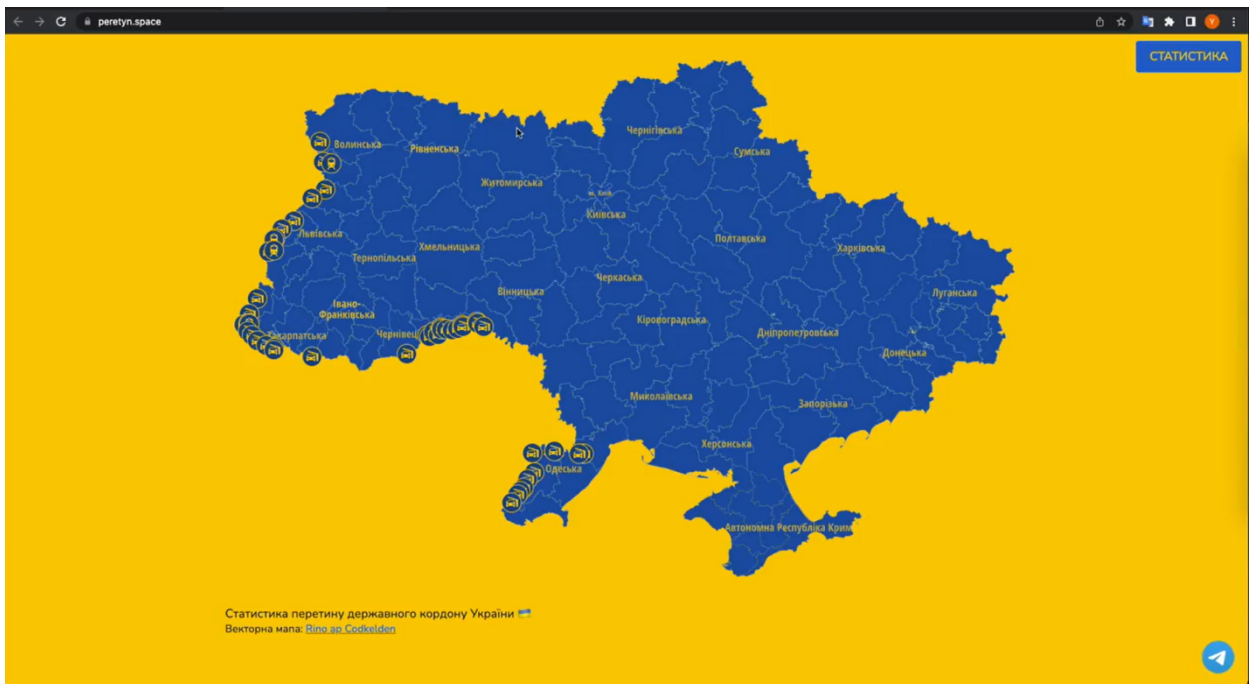 peretyn.space
СТАТИСТИКА
Чернігівська
Волинська
Рівненська
Сумська
Житомирська
м. Київ
Київська
Львівська
Полтавська
Хмельницька
Харківська
Тернопільська
Черкаська
Вінницька
Луганська
Івано-
Франківська
Кіровоградська
Дніпропетровська
Закарпатська
Чернівец
Донецька
Миколаївська
Запорізька
Херсонська
Одеська
Автономна Республіка Крим
Статистика перетину державного кордону України
Векторна мапа: Rino ap Codkelden